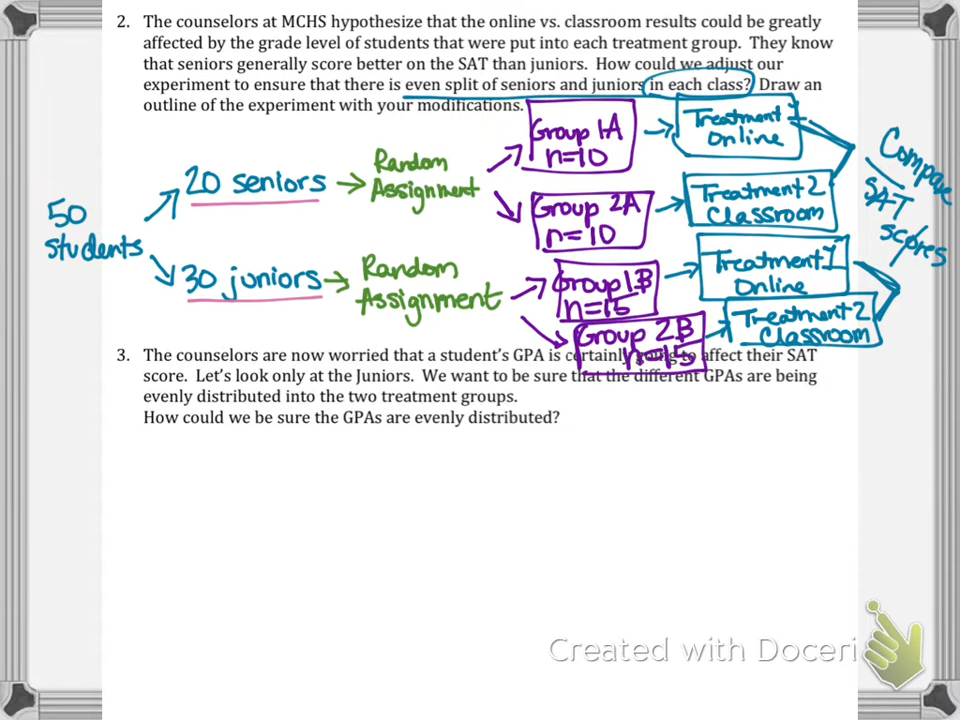 2. The counselors at MCHS hypothesize that the online vs. classroom results could be greatly
affected by the grade level of students that were put into each treatment group. They know
that seniors generally score better on the SAT than juniors. How could we adjust our
experiment to ensure that there is even split of seniors and juniors in each class? Draw an
outline of the experiment with your modifications.
50
students
20 seniors
Random
Assignment
Group 1A
n=10
Treatment 1
Online
Group 2A
n=10
Treatment 2
Classroom
30 juniors
Random
Assignment
Group 1B
n=15
Treatment 1
Online
Group 2B
n=15
Treatment 2
Classroom
Compare
SAT
scores
3. The counselors are now worried that a student's GPA is certainly going to affect their SAT
score. Let's look only at the Juniors. We want to be sure that the different GPAs are being
evenly distributed into the two treatment groups.
How could we be sure the GPAs are evenly distributed?
Created with Doceri